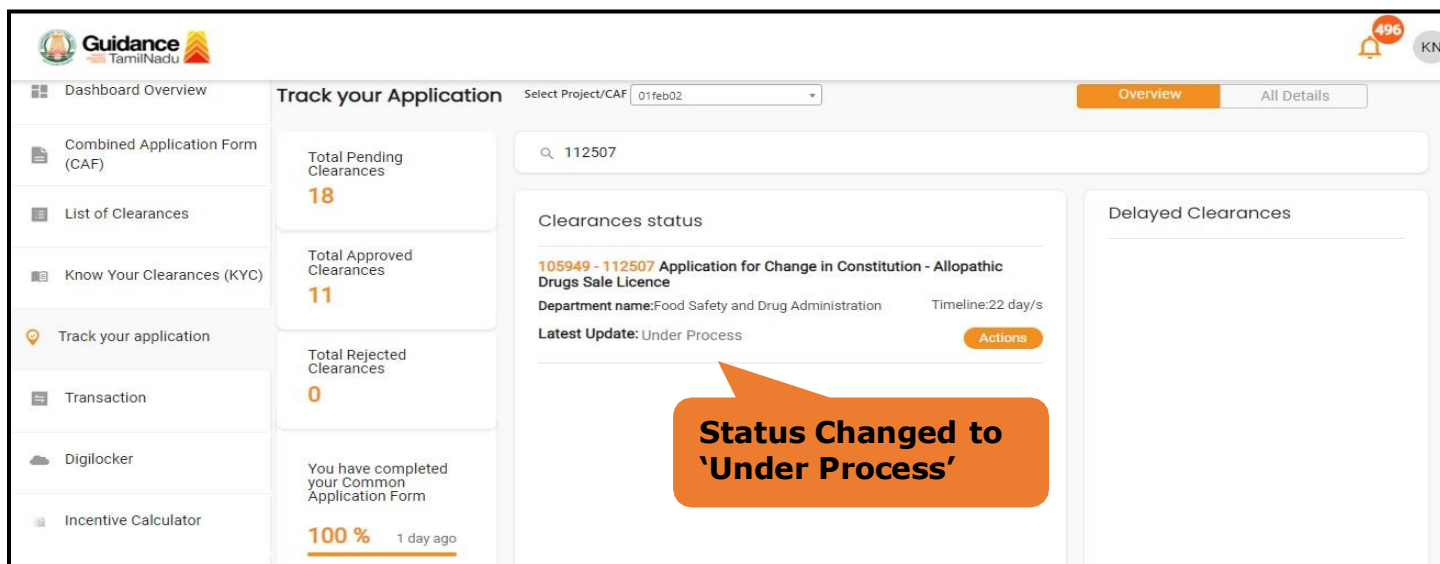 Guidance
TamilNadu
496
KN
Dashboard Overview
Combined Application Form
(CAF)
List of Clearances
Know Your Clearances (KYC)
Track your application
Transaction
Digilocker
Incentive Calculator
Track your Application
Select Project/CAF
01feb02
Overview
All Details
Total Pending
Clearances
18
Total Approved
Clearances
11
Total Rejected
Clearances
0
You have completed
your Common
Application Form
100 % 1 day ago
112507
Clearances status
105949 - 112507 Application for Change in Constitution - Allopathic
Drugs Sale Licence
Department name:Food Safety and Drug Administration Timeline:22 day/s
Latest Update: Under Process
Actions
Status Changed to
‘Under Process’
Delayed Clearances